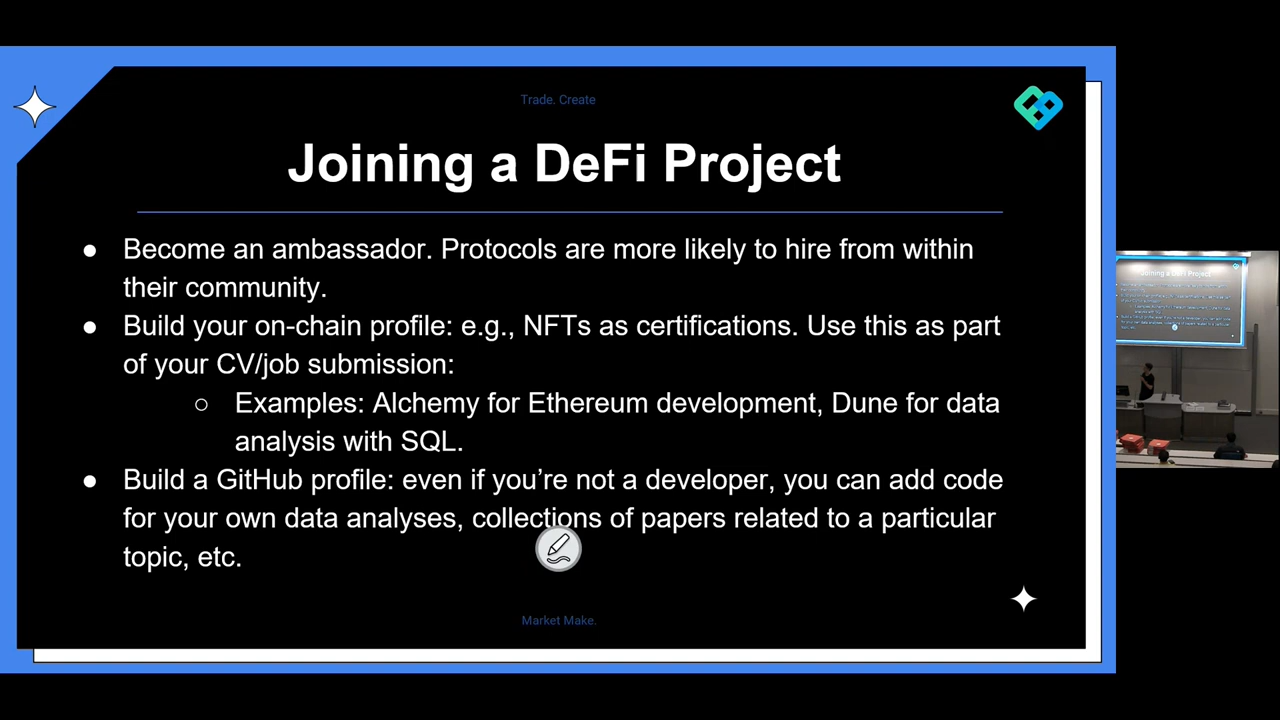 Trade. Create
Joining a DeFi Project
● Become an ambassador. Protocols are more likely to hire from within
their community.
● Build your on-chain profile: e.g., NFTs as certifications. Use this as part
of your CV/job submission:
○ Examples: Alchemy for Ethereum development, Dune for data
analysis with SQL.
● Build a GitHub profile: even if you’re not a developer, you can add code
for your own data analyses, collections of papers related to a particular
topic, etc.
Market Make.
Joining a DeFi Project